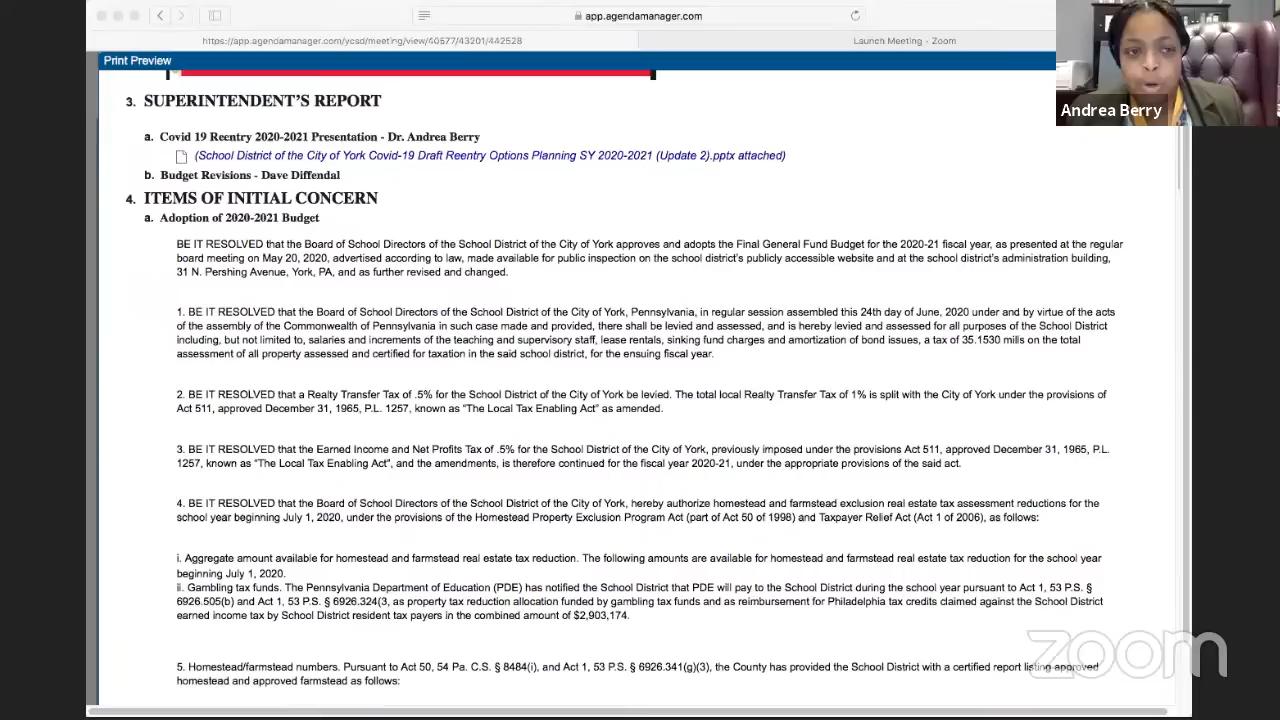 app.agendamanager.com
https://app.agendamanager.com/ycsd/meeting/view/40577/43201/442528
Launch Meeting - Zoom
Print Preview
Andrea Berry
3. SUPERINTENDENT'S REPORT
a. Covid 19 Reentry 2020-2021 Presentation - Dr. Andrea Berry
(School District of the City of York Covid-19 Draft Reentry Options Planning SY 2020-2021 (Update 2).pptx attached)
b. Budget Revisions - Dave Diffendal
4. ITEMS OF INITIAL CONCERN
a. Adoption of 2020-2021 Budget
BE IT RESOLVED that the Board of School Directors of the School District of the City of York approves and adopts the Final General Fund Budget for the 2020-21 fiscal year, as presented at the regular
board meeting on May 20, 2020, advertised according to law, made available for public inspection on the school district's publicly accessible website and at the school district's administration building,
31 N. Pershing Avenue, York, PA, and as further revised and changed.
1. BE IT RESOLVED that the Board of School Directors of the School District of the City of York, Pennsylvania, in regular session assembled this 24th day of June, 2020 under and by virtue of the acts
of the assembly of the Commonwealth of Pennsylvania in such case made and provided, there shall be levied and assessed, and is hereby levied and assessed for all purposes of the School District
including, but not limited to, salaries and increments of the teaching and supervisory staff, lease rentals, sinking fund charges and amortization of bond issues, a tax of 35.1530 mills on the total
assessment of all property assessed and certified for taxation in the said school district, for the ensuing fiscal year.
2. BE IT RESOLVED that a Realty Transfer Tax of .5% for the School District of the City of York be levied. The total local Realty Transfer Tax of 1% is split with the City of York under the provisions of
Act 511, approved December 31, 1965, P.L. 1257, known as "The Local Tax Enabling Act" as amended.
3. BE IT RESOLVED that the Earned Income and Net Profits Tax of .5% for the School District of the City of York, previously imposed under the provisions Act 511, approved December 31, 1965, P.L.
1257, known as "The Local Tax Enabling Act", and the amendments, is therefore continued for the fiscal year 2020-21, under the appropriate provisions of the said act.
4. BE IT RESOLVED that the Board of School Directors of the School District of the City of York, hereby authorize homestead and farmstead exclusion real estate tax assessment reductions for the
school year beginning July 1, 2020, under the provisions of the Homestead Property Exclusion Program Act (part of Act 50 of 1998) and Taxpayer Relief Act (Act 1 of 2006), as follows:
i. Aggregate amount available for homestead and farmstead real estate tax reduction. The following amounts are available for homestead and farmstead real estate tax reduction for the school year
beginning July 1, 2020.
ii. Gambling tax funds. The Pennsylvania Department of Education (PDE) has notified the School District that PDE will pay to the School District during the school year pursuant to Act 1, 53 P.S. §
6926.505(b) and Act 1, 53 P.S. § 6926.324(3, as property tax reduction allocation funded by gambling tax funds and as reimbursement for Philadelphia tax credits claimed against the School District
earned income tax by School District resident tax payers in the combined amount of $2,903,174.
5. Homestead/farmstead numbers. Pursuant to Act 50, 54 Pa. C.S. § 8484(i), and Act 1, 53 P.S. § 6926.341(g)(3), the County has provided the School District with a certified report listing approved
homestead and approved farmstead as follows:
zoom